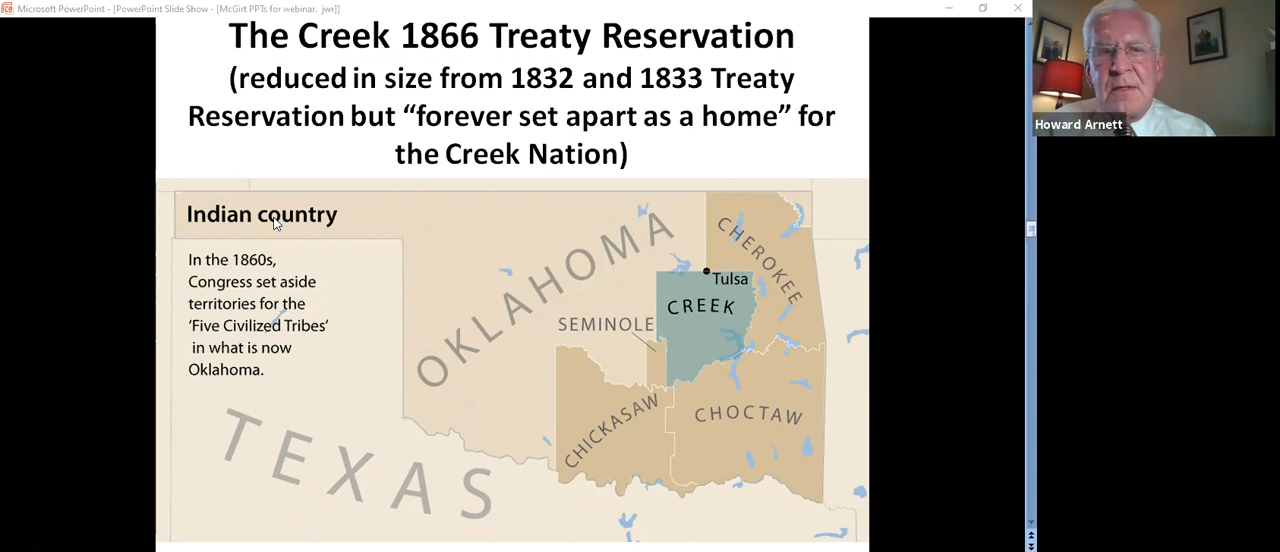 Microsoft PowerPoint - [PowerPoint Slide Show - [McGirt PPTs for webinar. jwr]]
The Creek 1866 Treaty Reservation
(reduced in size from 1832 and 1833 Treaty
Reservation but “forever set apart as a home” for
the Creek Nation)
Howard Arnett
Indian country
In the 1860s,
Congress set aside
territories for the
‘Five Civilized Tribes’
in what is now
Oklahoma.
OKLAHOMA
CHEROKEE
Tulsa
CREEK
SEMINOLE
CHICKASAW
CHOCTAW
TEXAS